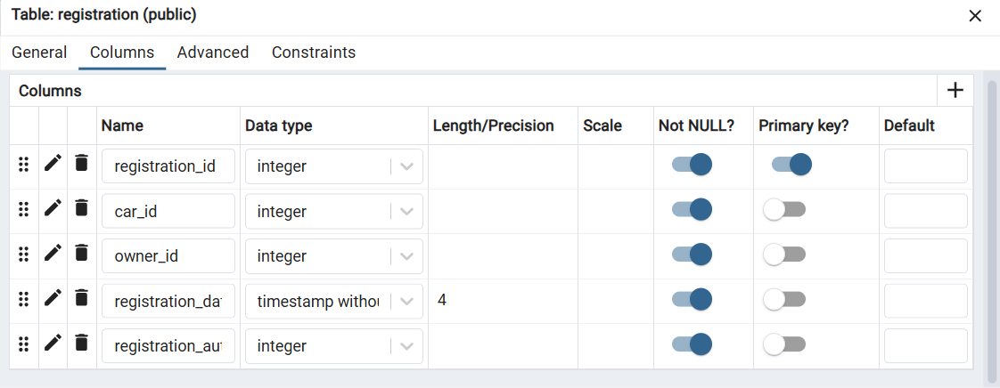 Table: registration (public)
General Columns Advanced Constraints
Columns
Name Data type Length/Precision Scale Not NULL? Primary key? Default
registration_id integer
car_id integer
owner_id integer
registration_da timestamp witho 4
registration_au integer